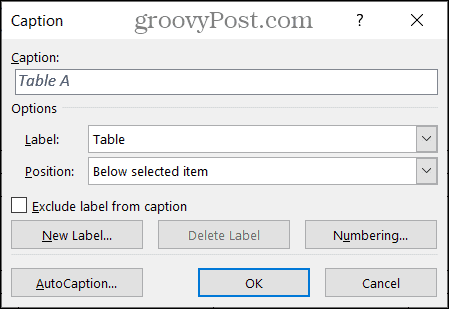 groovyPost.com
Caption
?
×
Caption:
Table A
Options
Label: Table
Position: Below selected item
Exclude label from caption
New Label... Delete Label Numbering...
AutoCaption... OK Cancel